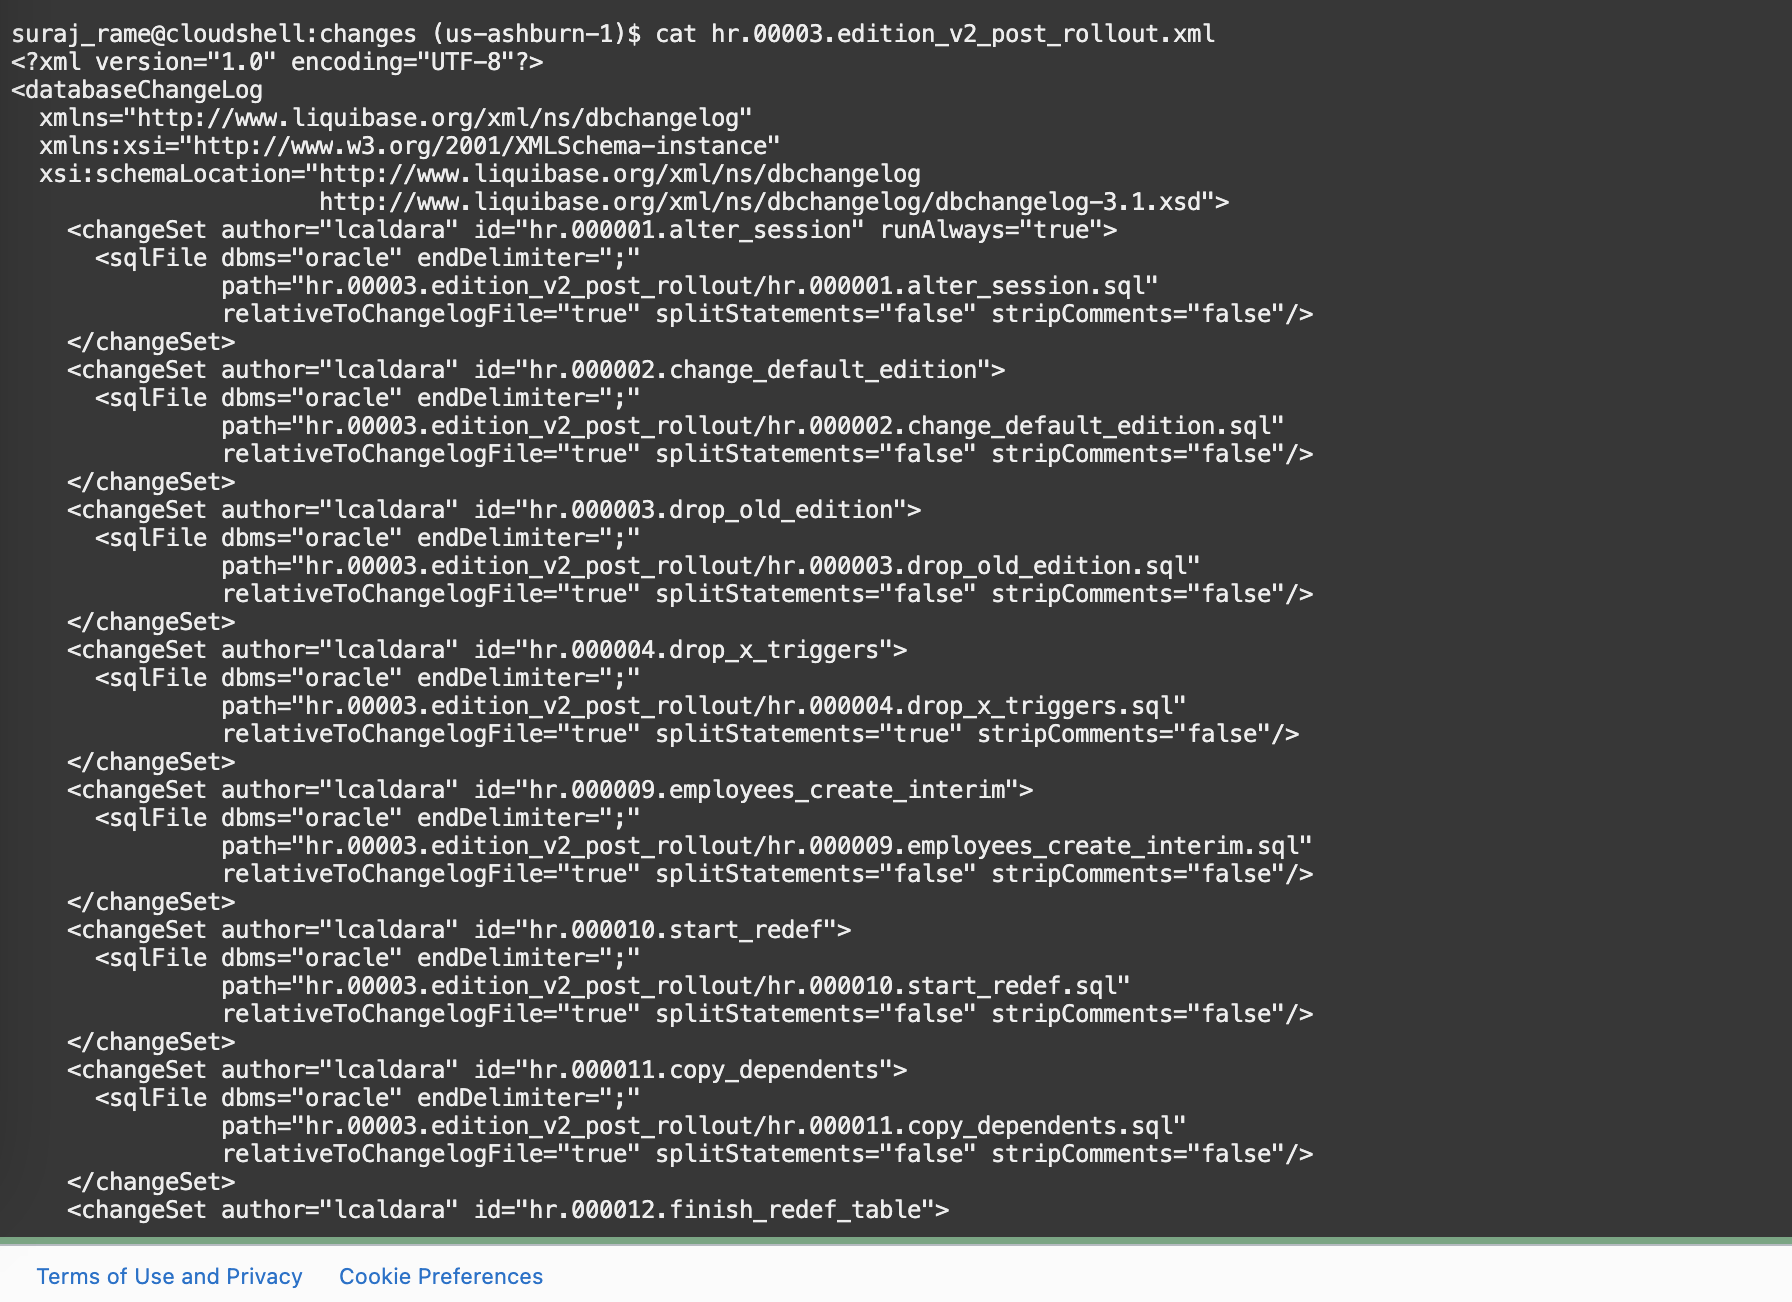 suraj_rame@cloudshell:changes (us-ashburn-1)$ cat hr.00003.edition_v2_post_rollout.xml
<?xml version="1.0" encoding="UTF-8"?>
<databaseChangeLog
  xmlns="http://www.liquibase.org/xml/ns/dbchangelog"
  xmlns:xsi="http://www.w3.org/2001/XMLSchema-instance"
  xsi:schemaLocation="http://www.liquibase.org/xml/ns/dbchangelog
                      http://www.liquibase.org/xml/ns/dbchangelog/dbchangelog-3.1.xsd">
    <changeSet author="lcaldara" id="hr.000001.alter_session" runAlways="true">
      <sqlFile dbms="oracle" endDelimiter=";"
               path="hr.00003.edition_v2_post_rollout/hr.000001.alter_session.sql"
               relativeToChangelogFile="true" splitStatements="false" stripComments="false"/>
    </changeSet>
    <changeSet author="lcaldara" id="hr.000002.change_default_edition">
      <sqlFile dbms="oracle" endDelimiter=";"
               path="hr.00003.edition_v2_post_rollout/hr.000002.change_default_edition.sql"
               relativeToChangelogFile="true" splitStatements="false" stripComments="false"/>
    </changeSet>
    <changeSet author="lcaldara" id="hr.000003.drop_old_edition">
      <sqlFile dbms="oracle" endDelimiter=";"
               path="hr.00003.edition_v2_post_rollout/hr.000003.drop_old_edition.sql"
               relativeToChangelogFile="true" splitStatements="false" stripComments="false"/>
    </changeSet>
    <changeSet author="lcaldara" id="hr.000004.drop_x_triggers">
      <sqlFile dbms="oracle" endDelimiter=";"
               path="hr.00003.edition_v2_post_rollout/hr.000004.drop_x_triggers.sql"
               relativeToChangelogFile="true" splitStatements="true" stripComments="false"/>
    </changeSet>
    <changeSet author="lcaldara" id="hr.000009.employees_create_interim">
      <sqlFile dbms="oracle" endDelimiter=";"
               path="hr.00003.edition_v2_post_rollout/hr.000009.employees_create_interim.sql"
               relativeToChangelogFile="true" splitStatements="false" stripComments="false"/>
    </changeSet>
    <changeSet author="lcaldara" id="hr.000010.start_redef">
      <sqlFile dbms="oracle" endDelimiter=";"
               path="hr.00003.edition_v2_post_rollout/hr.000010.start_redef.sql"
               relativeToChangelogFile="true" splitStatements="false" stripComments="false"/>
    </changeSet>
    <changeSet author="lcaldara" id="hr.000011.copy_dependents">
      <sqlFile dbms="oracle" endDelimiter=";"
               path="hr.00003.edition_v2_post_rollout/hr.000011.copy_dependents.sql"
               relativeToChangelogFile="true" splitStatements="false" stripComments="false"/>
    </changeSet>
    <changeSet author="lcaldara" id="hr.000012.finish_redef_table">
Terms of Use and Privacy Cookie Preferences